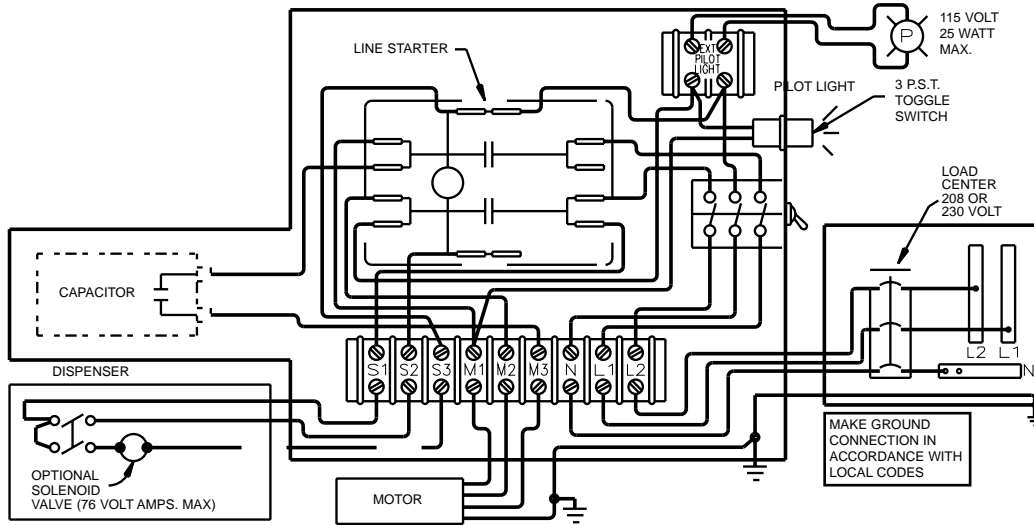 115 VOLT
25 WATT
MAX.
P
LINE STARTER
EXT
PILOT
LIGHT
PILOT LIGHT
3 P.S.T.
TOGGLE
SWITCH
LOAD
CENTER
208 OR
230 VOLT
CAPACITOR
L2 L1
N
DISPENSER
S1 S2 S3 M1 M2 M3 N L1 L2
OPTIONAL
SOLENOID
VALVE (76 VOLT AMPS. MAX)
MOTOR
MAKE GROUND
CONNECTION IN
ACCORDANCE WITH
LOCAL CODES